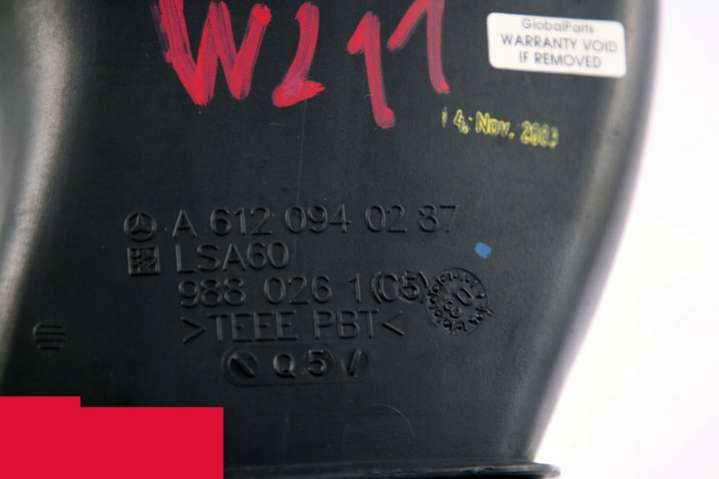 W211
GlobalParts
WARRANTY VOID
IF REMOVED
14. Nov. 2003
A 612 094 02 87
LSA60
988 026 1 (05)
>TEEE PBT<
Q 5